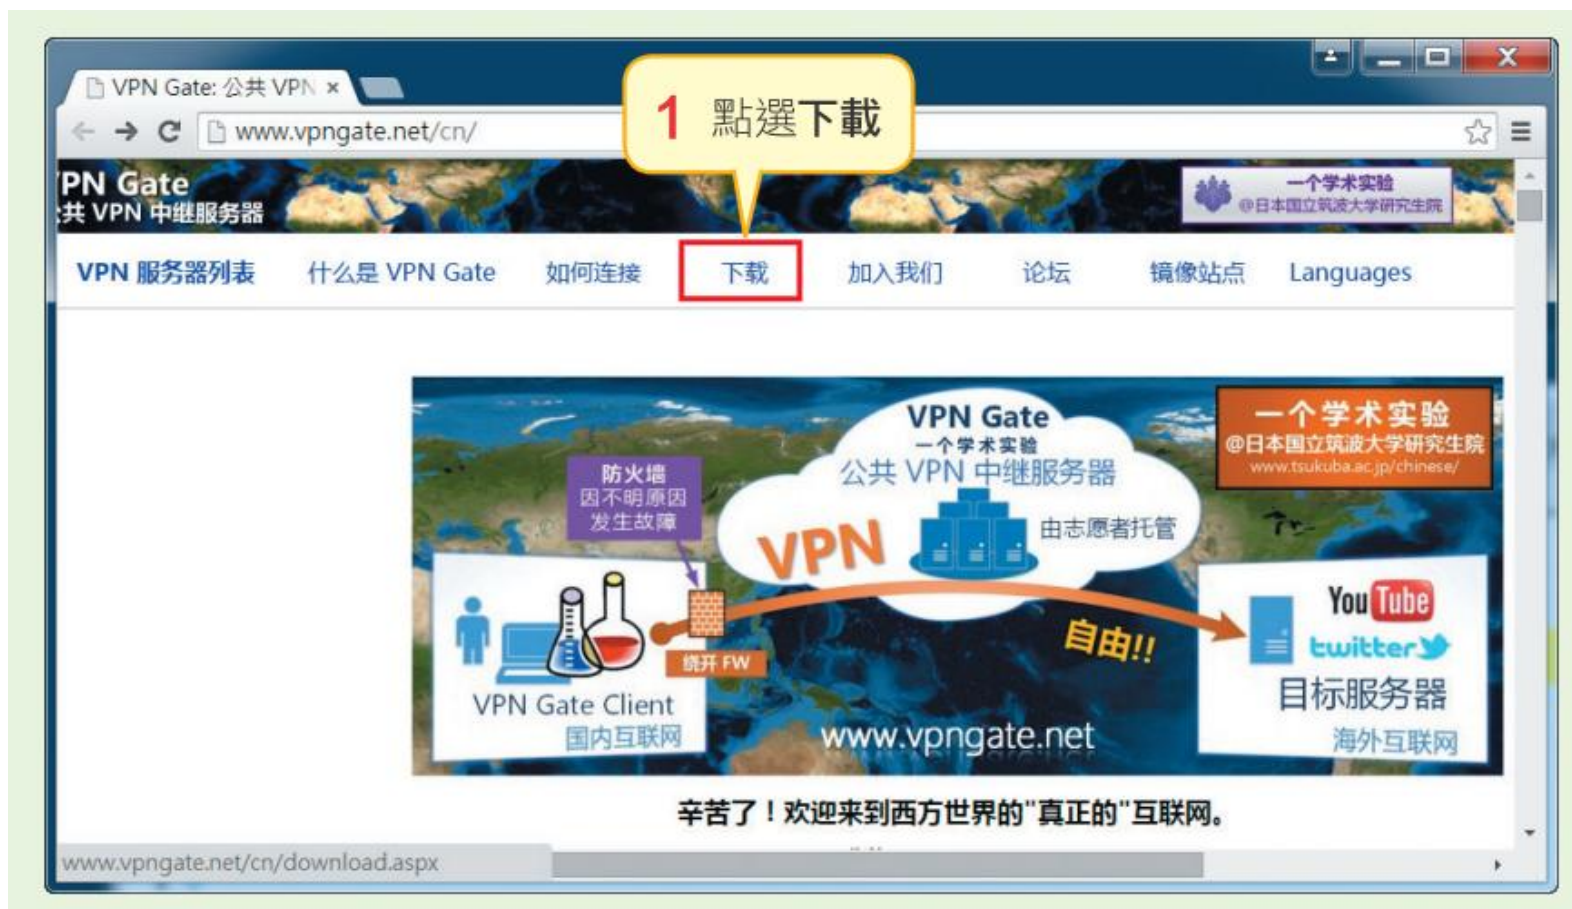 VPN Gate: 公共 VPN
1 點選下載
www.vpngate.net/cn/
PN Gate
共 VPN 中继服务器
一个学术实验
@日本国立筑波大学研究生院
VPN 服务器列表 什么是 VPN Gate 如何连接 下载 加入我们 论坛 镜像站点 Languages
VPN Gate
一个学术实验
公共 VPN 中继服务器
由志愿者托管
VPN
一个学术实验
@日本国立筑波大学研究生院
www.tsukuba.ac.jp/chinese/
防火墙
因不明原因
发生故障
绕开 FW
自由!!
VPN Gate Client
国内互联网
You Tube
twitter
目标服务器
海外互联网
www.vpngate.net
辛苦了！欢迎来到西方世界的"真正的"互联网。
www.vpngate.net/cn/download.aspx